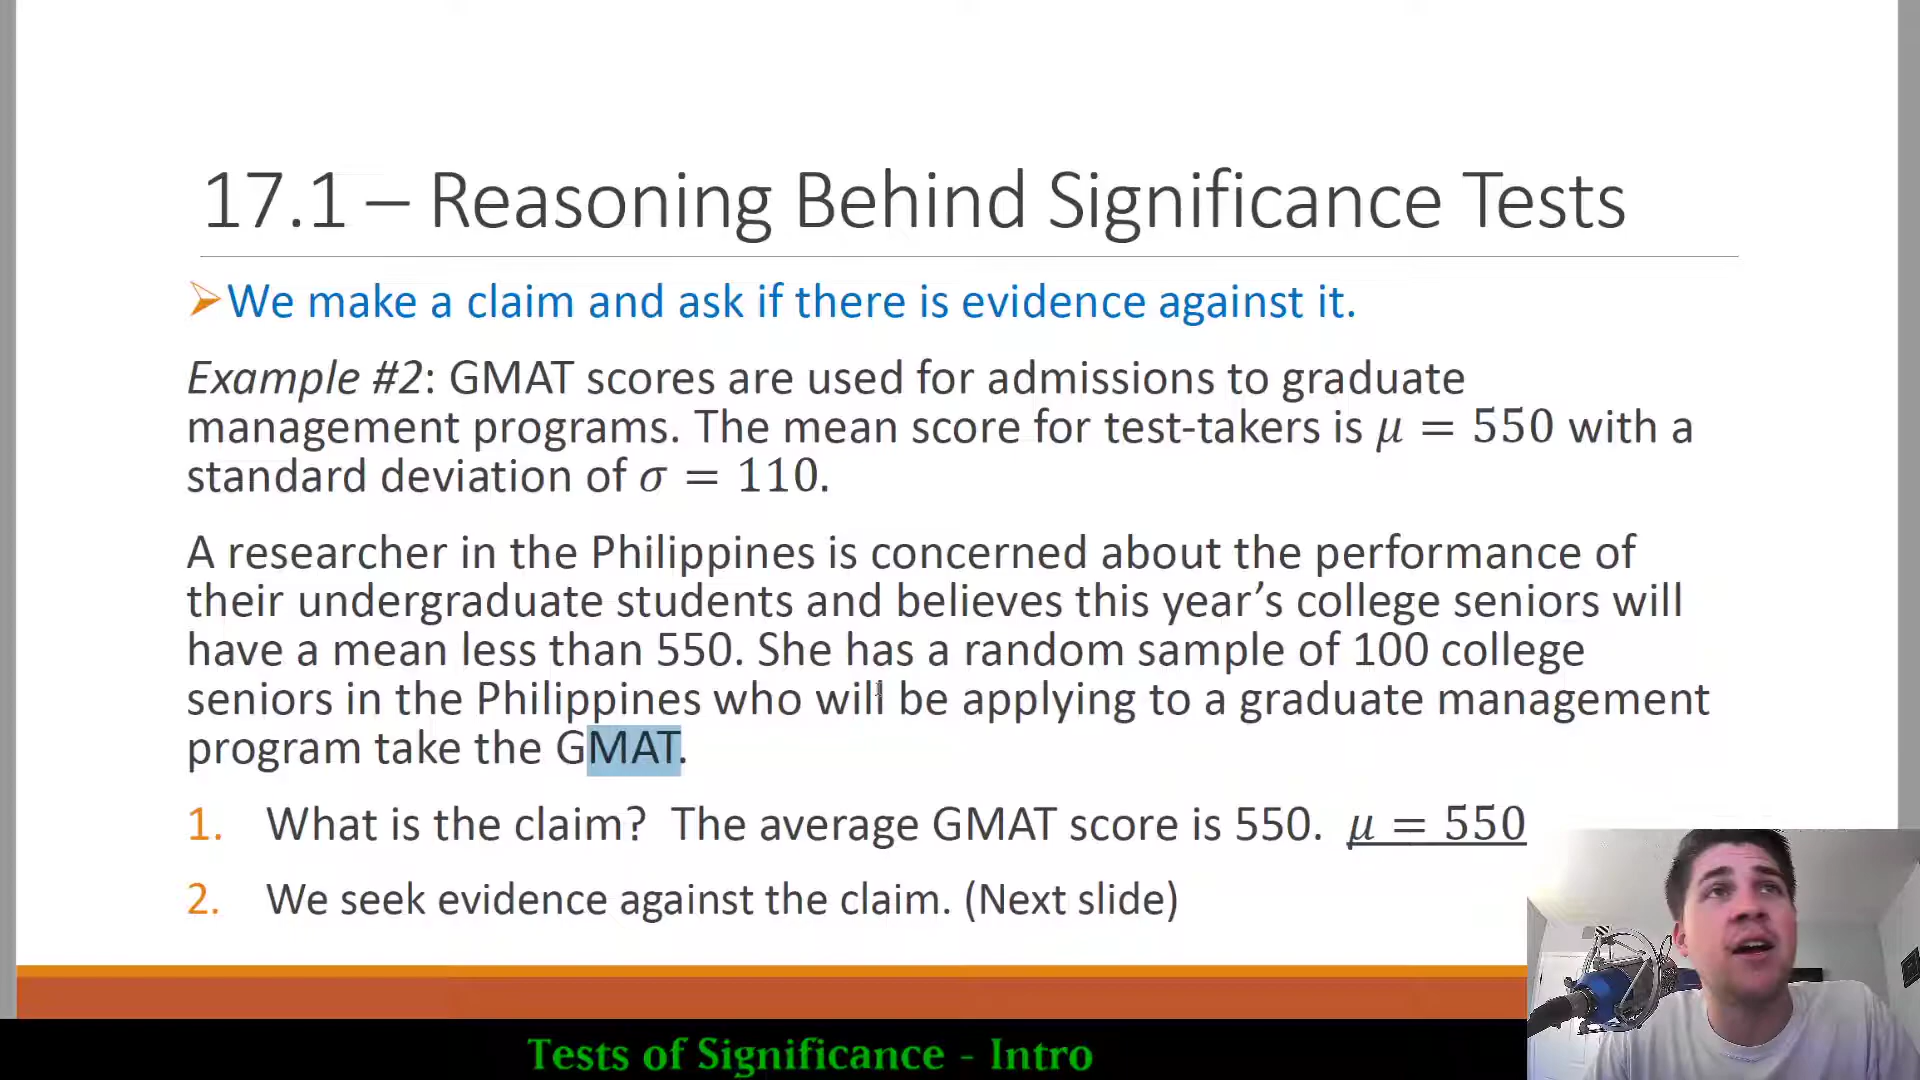 17.1 – Reasoning Behind Significance Tests
We make a claim and ask if there is evidence against it.
Example #2: GMAT scores are used for admissions to graduate
management programs. The mean score for test-takers is μ = 550 with a
standard deviation of σ = 110.
A researcher in the Philippines is concerned about the performance of
their undergraduate students and believes this year’s college seniors will
have a mean less than 550. She has a random sample of 100 college
seniors in the Philippines who will be applying to a graduate management
program take the GMAT.
1. What is the claim? The average GMAT score is 550. μ = 550
2. We seek evidence against the claim. (Next slide)
Tests of Significance - Intro